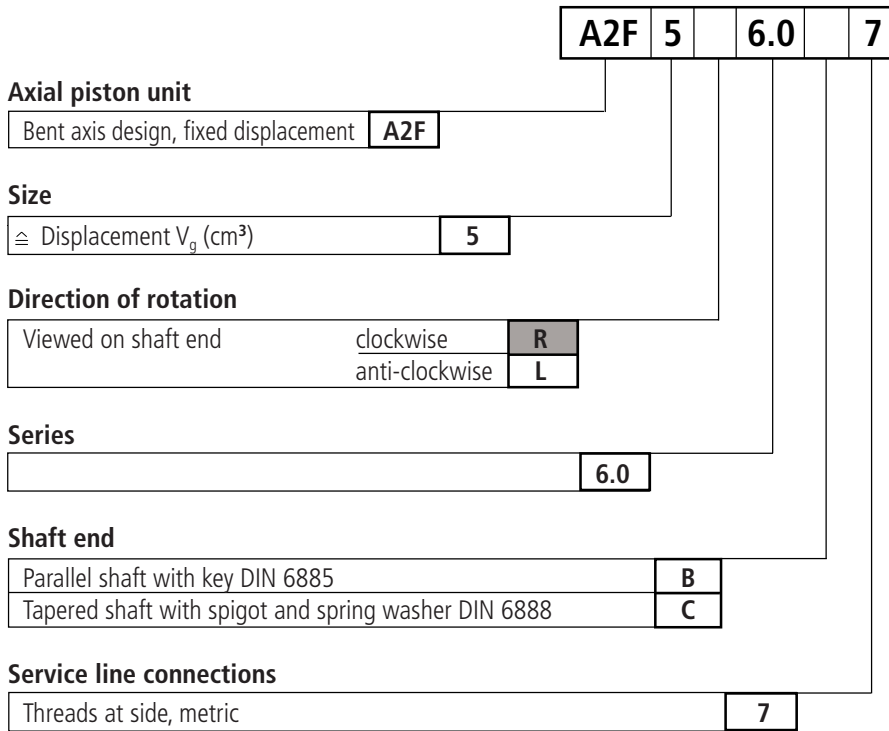 A2F 5 6.0 7
Axial piston unit
Bent axis design, fixed displacement A2F
Size
≙ Displacement Vg (cm³) 5
Direction of rotation
Viewed on shaft end clockwise R
anti-clockwise L
Series
6.0
Shaft end
Parallel shaft with key DIN 6885 B
Tapered shaft with spigot and spring washer DIN 6888 C
Service line connections
Threads at side, metric 7